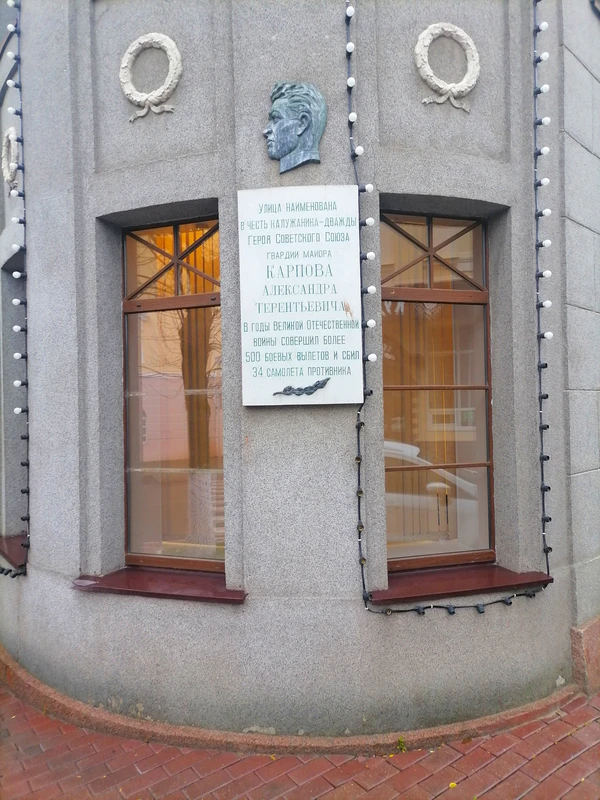 УЛИЦА НАИМЕНОВАНА
В ЧЕСТЬ КАЛУЖАНИНА-ДВАЖДЫ
ГЕРОЯ СОВЕТСКОГО СОЮЗА
ГВАРДИИ МАЙОРА
КАРПОВА
АЛЕКСАНДРА
ТЕРЕНТЬЕВИЧА
В ГОДЫ ВЕЛИКОЙ ОТЕЧЕСТВЕННОЙ
ВОЙНЫ СОВЕРШИЛ БОЛЕЕ
500 БОЕВЫХ ВЫЛЕТОВ И СБИЛ
34 САМОЛЕТА ПРОТИВНИКА.